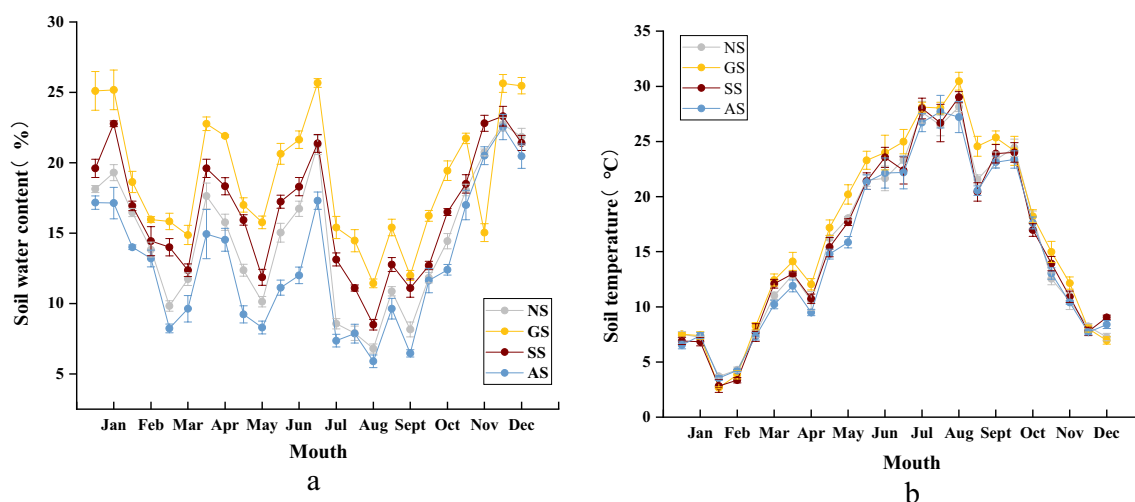 30
25
20
15
10
5
Soil water content( %)
NS
GS
SS
AS
Jan Feb Mar Apr May Jun Jul Aug Sept Oct Nov Dec
Mouth
a
35
30
25
20
15
10
5
0
Soil temperature( °C)
NS
GS
SS
AS
Jan Feb Mar Apr May Jun Jul Aug Sept Oct Nov Dec
Mouth
b